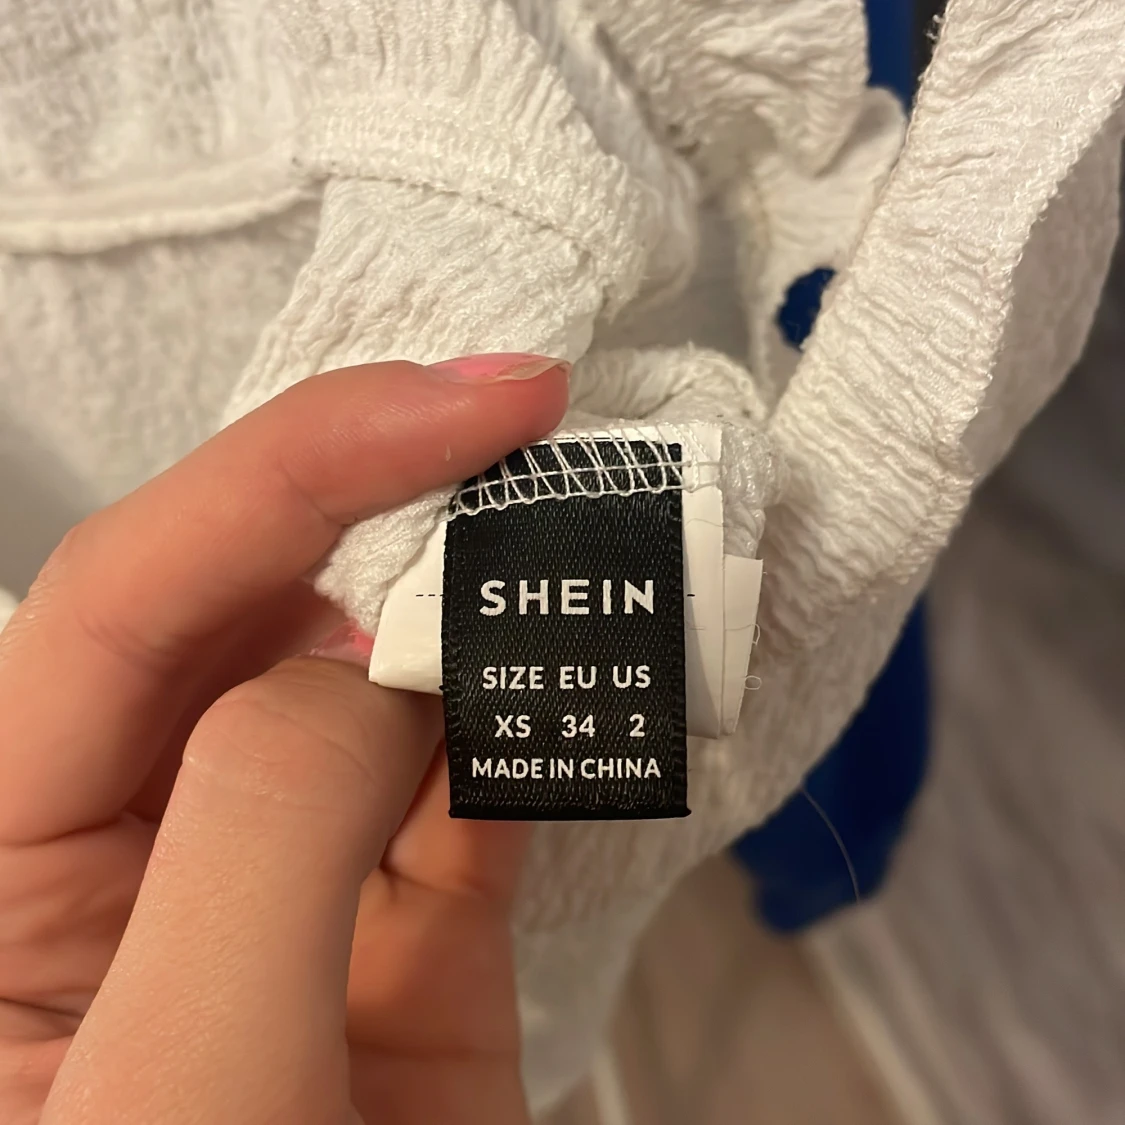 SHEIN
SIZE EU US
XS 34 2
MADE IN CHINA